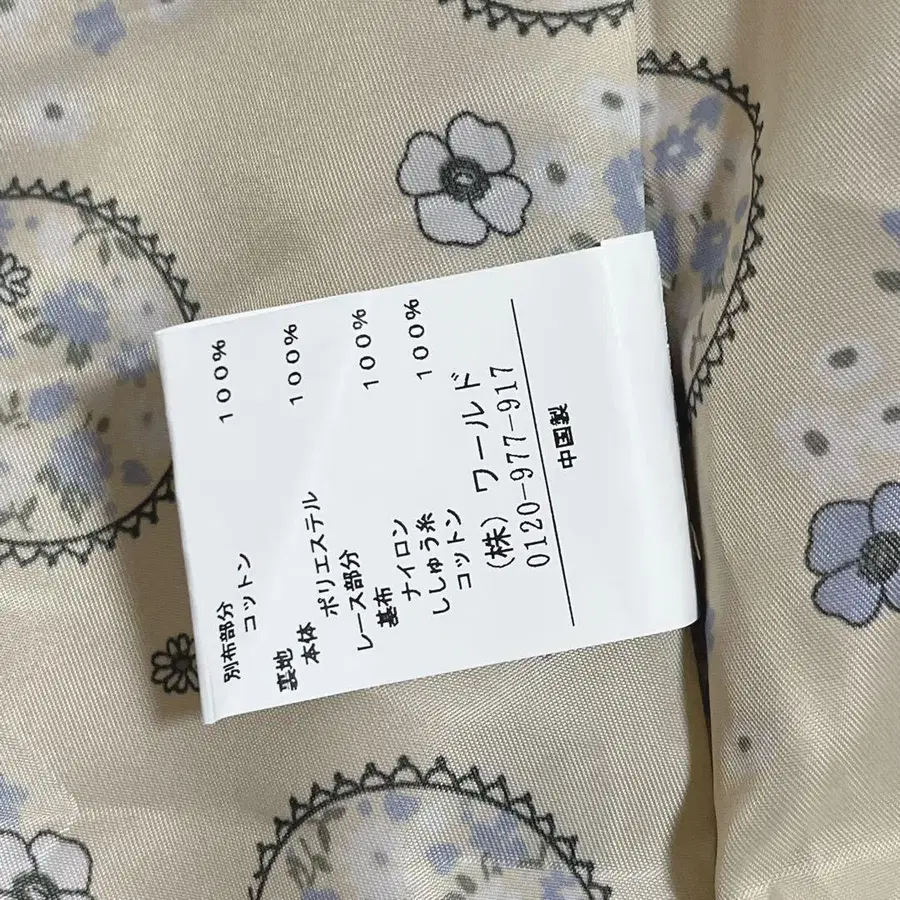 別布部分
コットン 100%
裏地
本体
ポリエステル 100%
レース部分
基布
ナイロン 100%
ししゅう糸
コットン 100%
(株) ワールド
0120-977-917
中国製